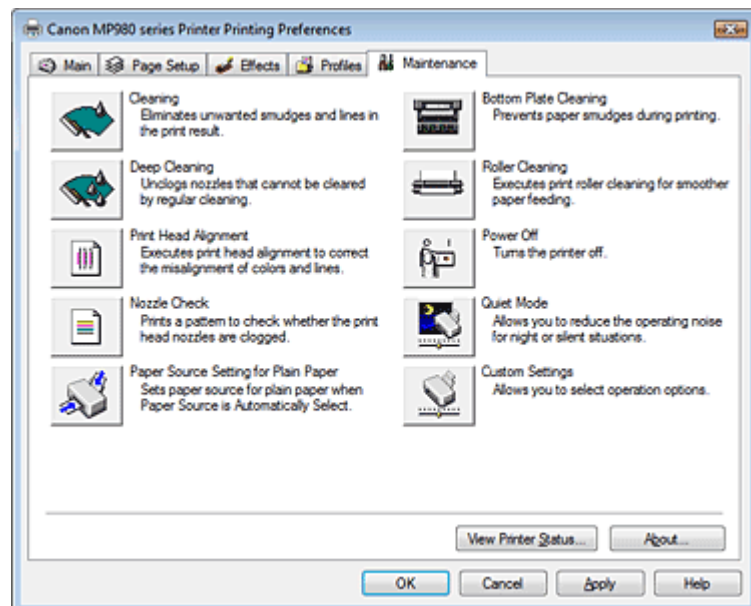 Canon MP980 series Printer Printing Preferences
Main Page Setup Effects Profiles Maintenance
Cleaning
Eliminates unwanted smudges and lines in
the print result.
Bottom Plate Cleaning
Prevents paper smudges during printing.
Deep Cleaning
Unclogs nozzles that cannot be cleared
by regular cleaning.
Roller Cleaning
Executes print roller cleaning for smoother
paper feeding.
Print Head Alignment
Executes print head alignment to correct
the misalignment of colors and lines.
Power Off
Turns the printer off.
Nozzle Check
Prints a pattern to check whether the print
head nozzles are clogged.
Quiet Mode
Allows you to reduce the operating noise
for night or silent situations.
Paper Source Setting for Plain Paper
Sets paper source for plain paper when
Paper Source is Automatically Select.
Custom Settings
Allows you to select operation options.
View Printer Status... About...
OK Cancel Apply Help